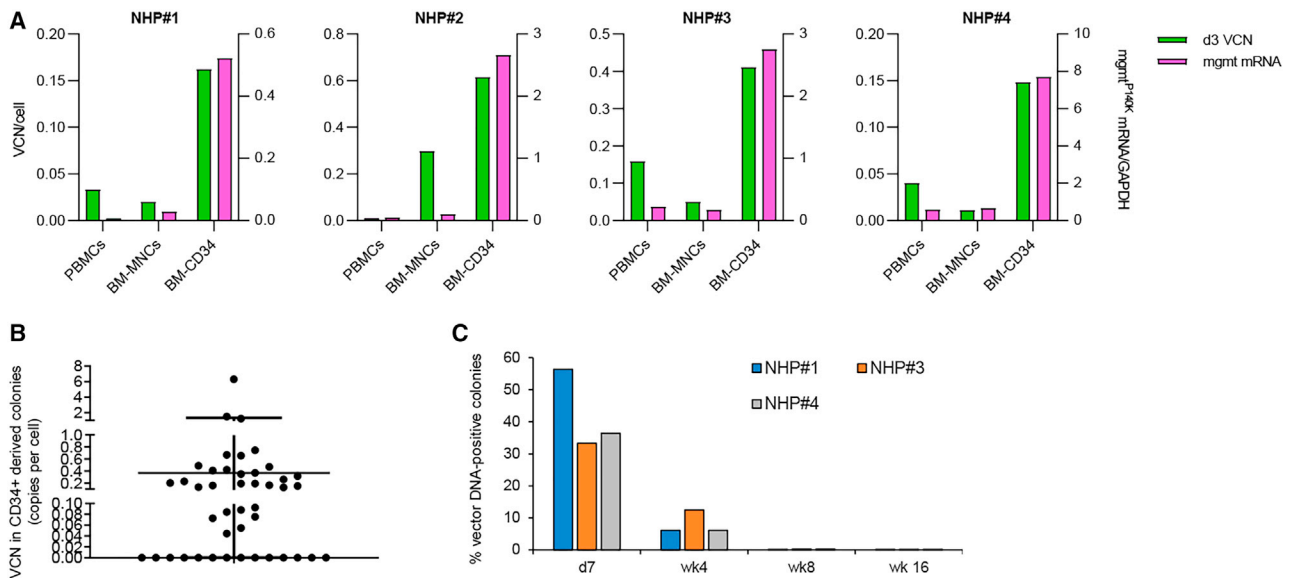 A
NHP#1
NHP#2
NHP#3
NHP#4
d3 VCN
mgmt mRNA
VCN/cell
0.20
0.15
0.10
0.05
0.00
0.6
0.4
0.2
0.0
0.8
0.6
0.4
0.2
0.0
3
2
1
0
0.5
0.4
0.3
0.2
0.1
0.0
3
2
1
0
0.20
0.15
0.10
0.05
0.00
10
8
6
4
2
0
mgmtP140K mRNA/GAPDH
PBMCs
BM-MNCs
BM-CD34
PBMCs
BM-MNCs
BM-CD34
PBMCs
BM-MNCs
BM-CD34
PBMCs
BM-MNCs
BM-CD34
B
VCN in CD34+ derived colonies
(copies per cell)
8
6
4
2
1.0
0.8
0.6
0.4
0.2
0.10
0.08
0.06
0.04
0.02
0.00
C
% vector DNA-positive colonies
60
50
40
30
20
10
0
NHP#1
NHP#3
NHP#4
d7
wk4
wk8
wk 16